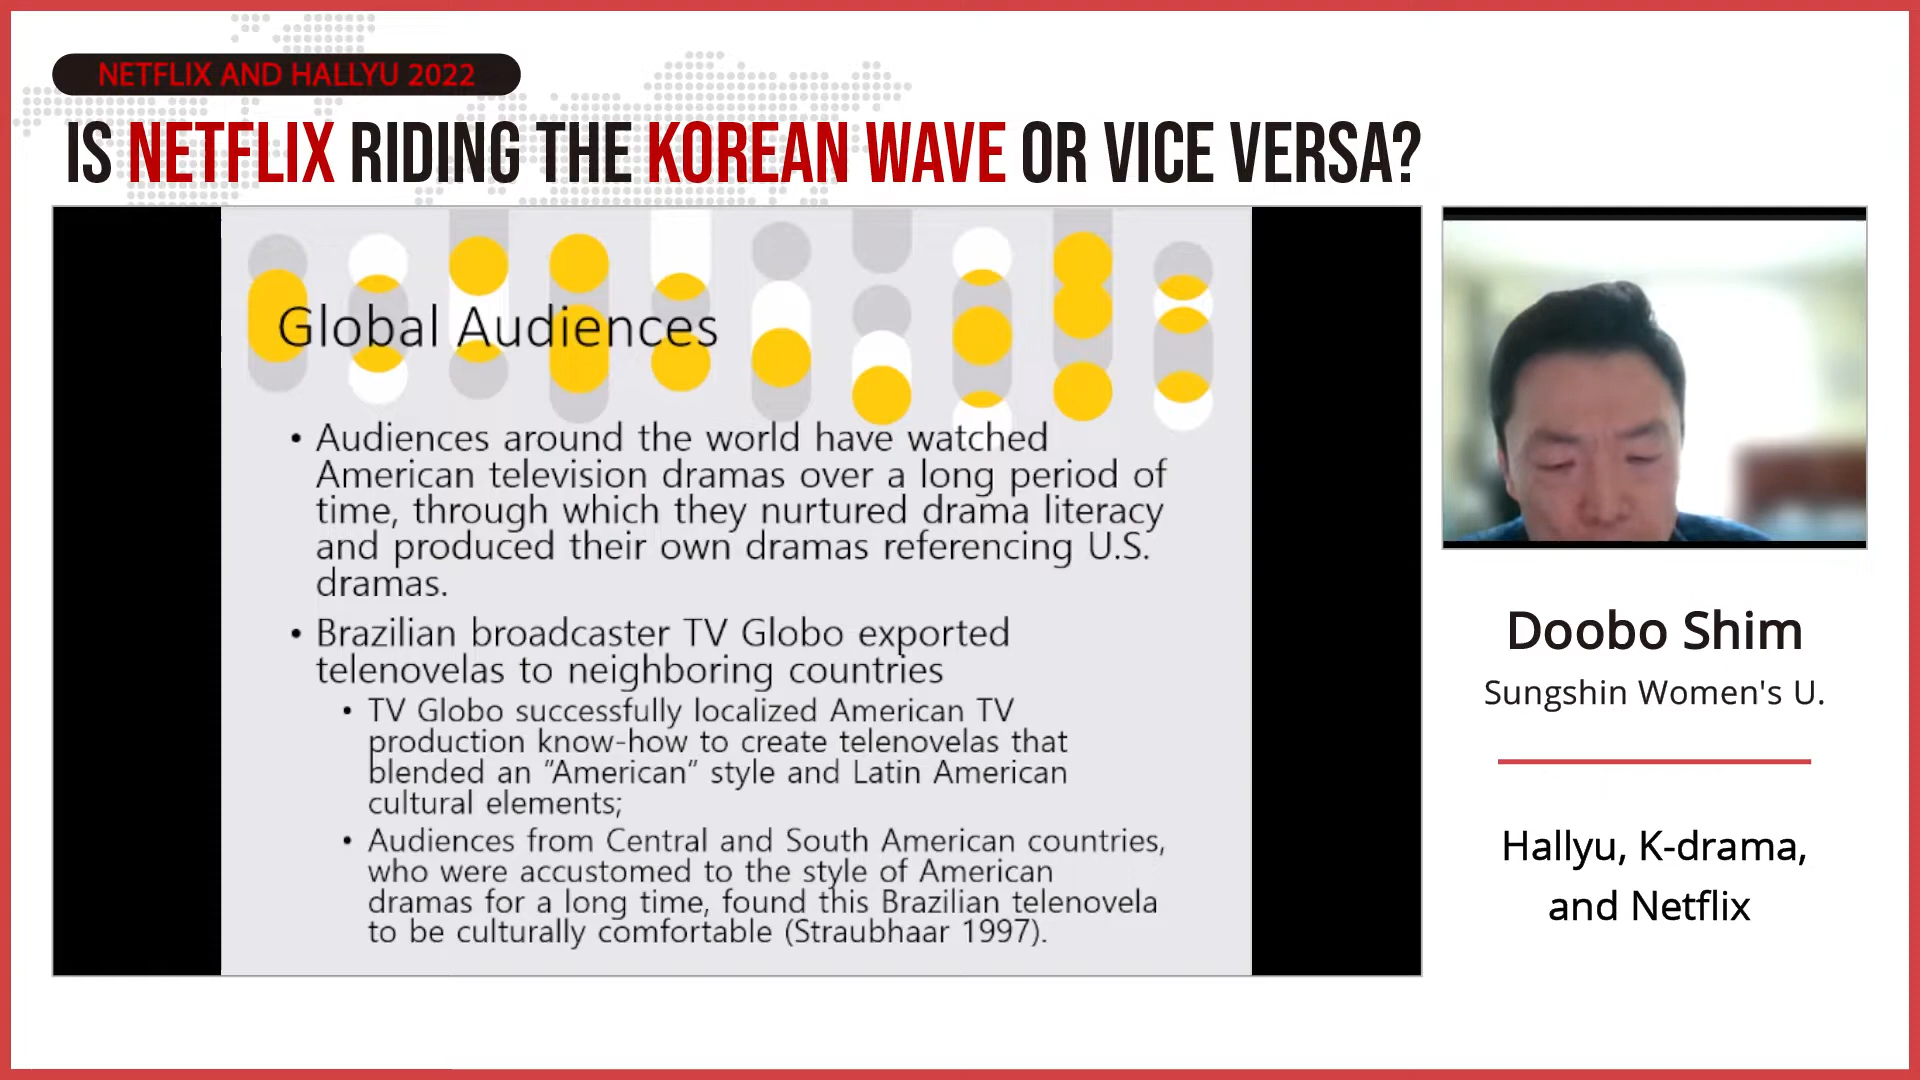 NETFLIX AND HALLYU 2022
IS NETFLIX RIDING THE KOREAN WAVE OR VICE VERSA?
Global Audiences
• Audiences around the world have watched
American television dramas over a long period of
time, through which they nurtured drama literacy
and produced their own dramas referencing U.S.
dramas.
• Brazilian broadcaster TV Globo exported
telenovelas to neighboring countries
• TV Globo successfully localized American TV
production know-how to create telenovelas that
blended an "American" style and Latin American
cultural elements;
• Audiences from Central and South American countries,
who were accustomed to the style of American
dramas for a long time, found this Brazilian telenovela
to be culturally comfortable (Straubhaar 1997).
Doobo Shim
Sungshin Women's U.
Hallyu, K-drama,
and Netflix